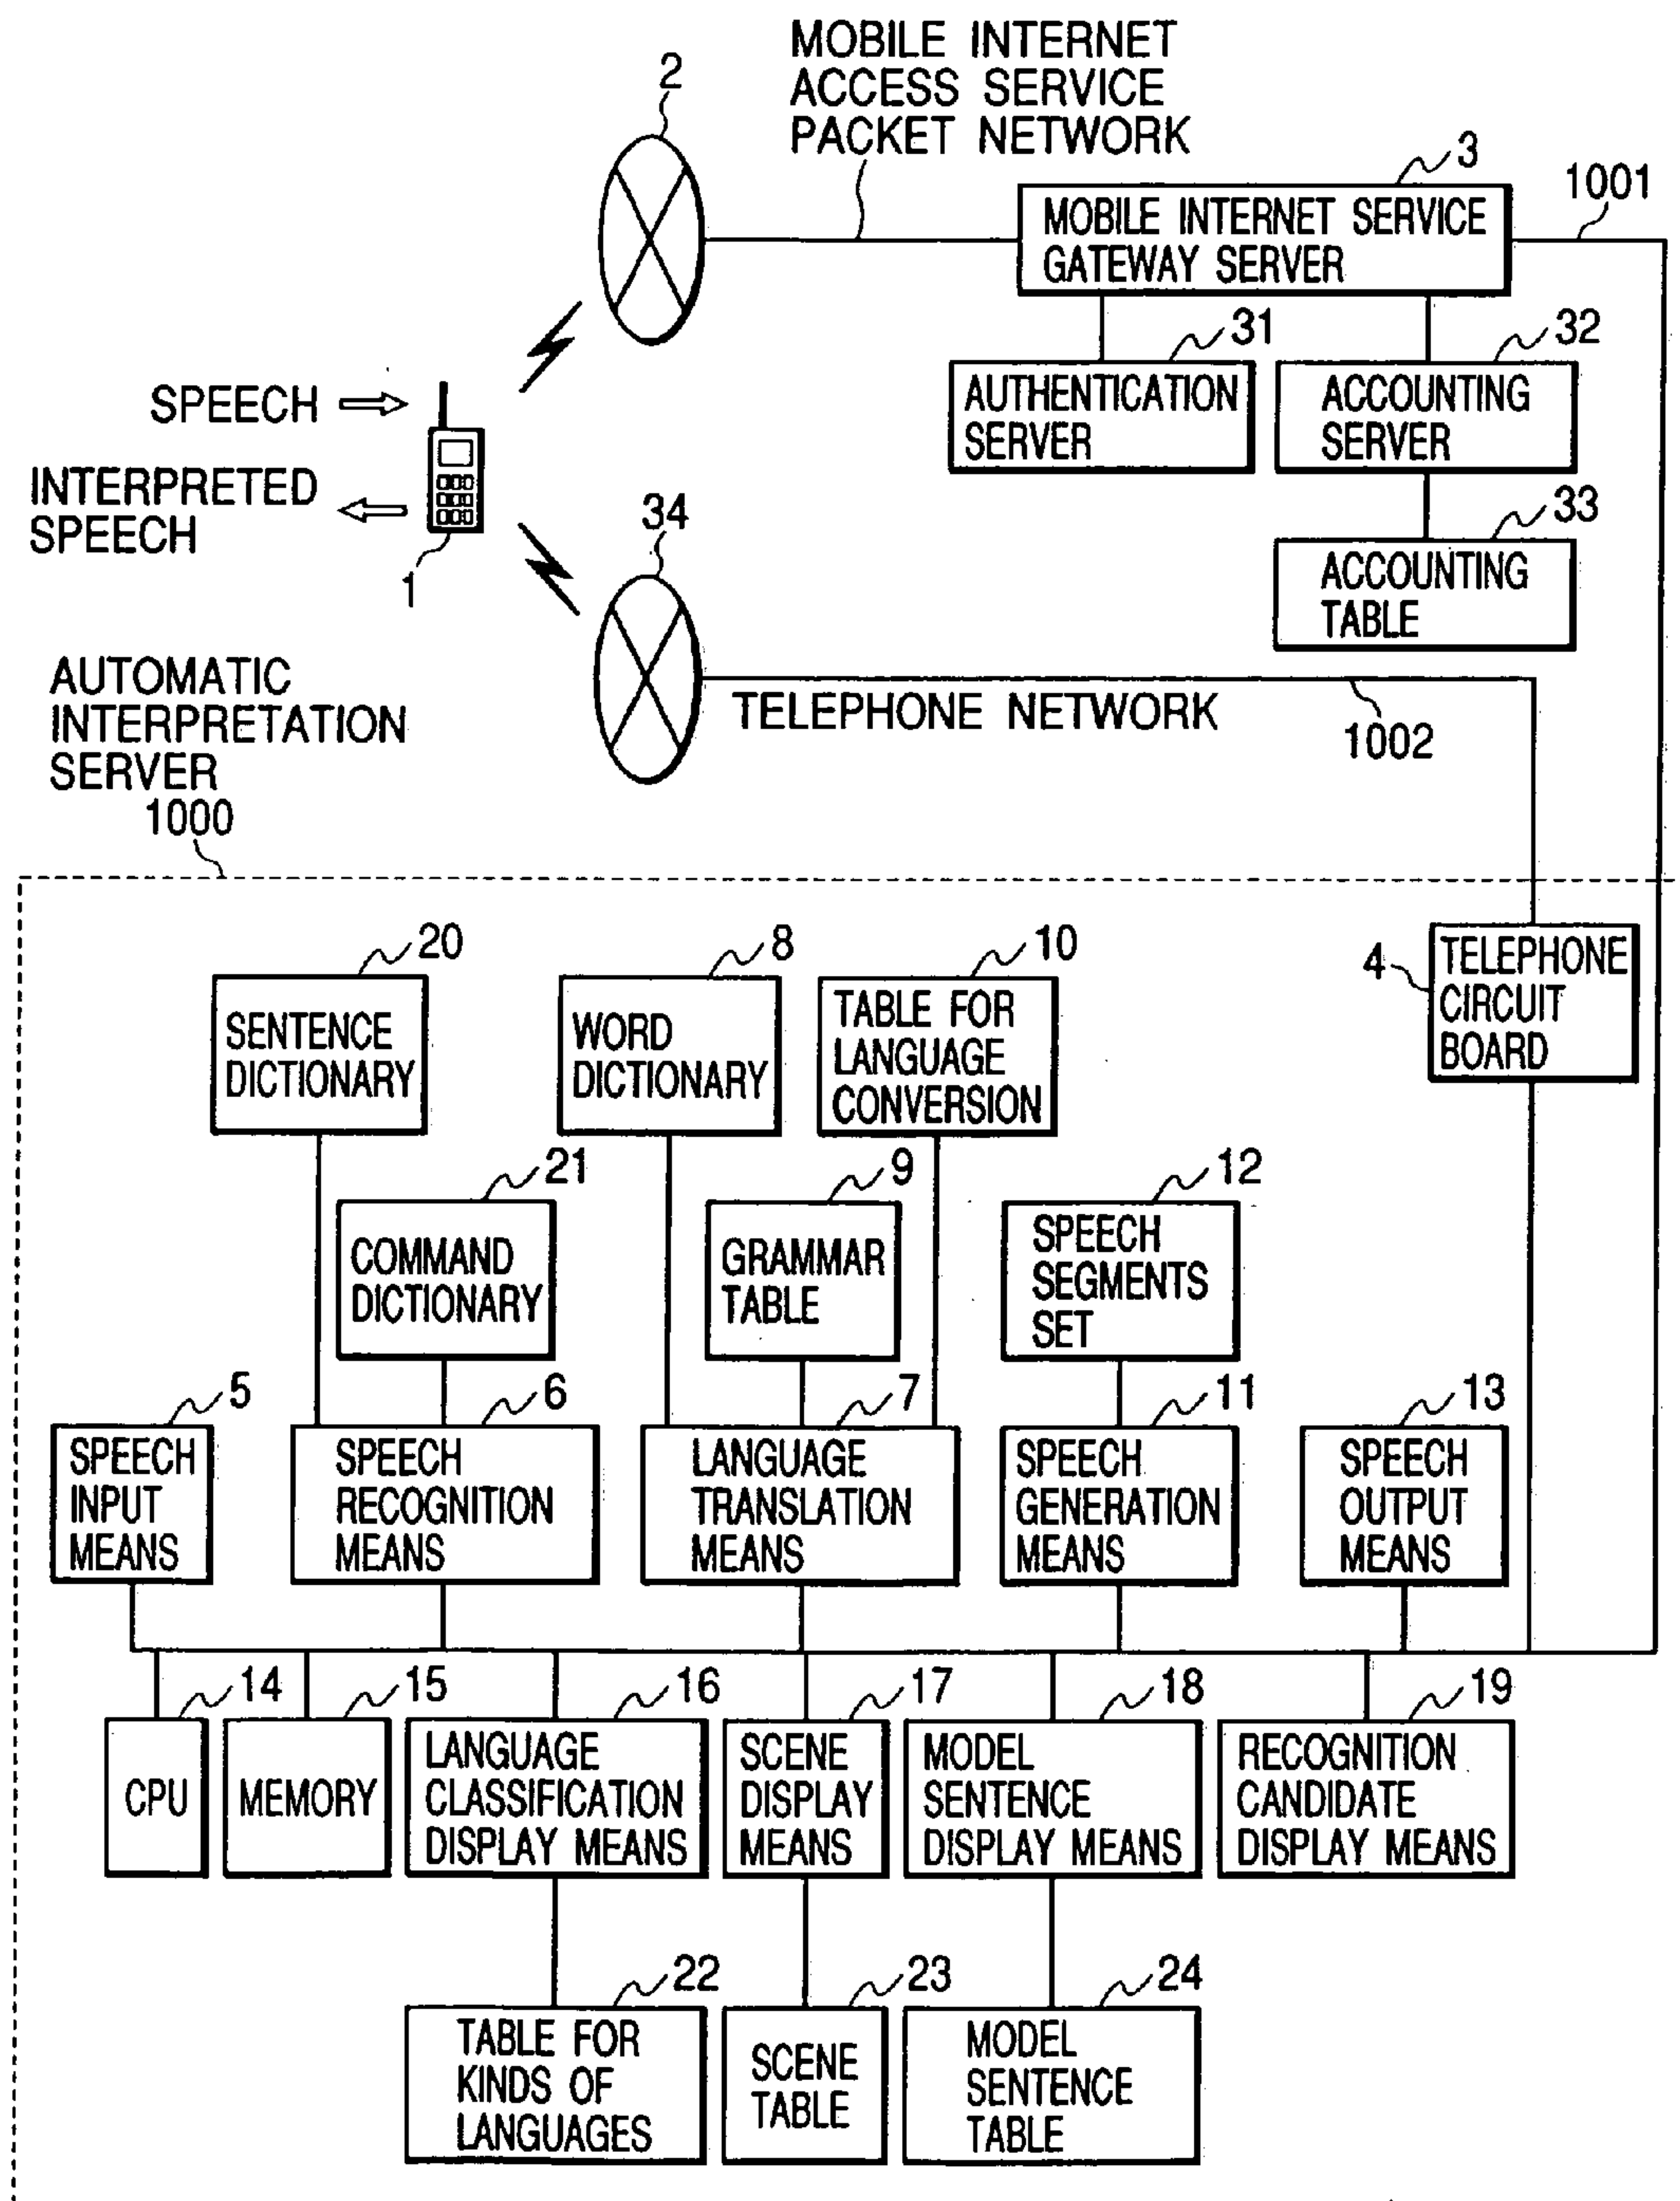 MOBILE INTERNET
ACCESS SERVICE
PACKET NETWORK
2
3
1001
MOBILE INTERNET SERVICE
GATEWAY SERVER
31
32
AUTHENTICATION
SERVER
ACCOUNTING
SERVER
33
ACCOUNTING
TABLE
SPEECH
INTERPRETED
SPEECH
1
34
TELEPHONE NETWORK
1002
AUTOMATIC
INTERPRETATION
SERVER
1000
20
SENTENCE
DICTIONARY
8
WORD
DICTIONARY
10
TABLE FOR
LANGUAGE
CONVERSION
4
TELEPHONE
CIRCUIT
BOARD
21
COMMAND
DICTIONARY
9
GRAMMAR
TABLE
12
SPEECH
SEGMENTS
SET
5
SPEECH
INPUT
MEANS
6
SPEECH
RECOGNITION
MEANS
7
LANGUAGE
TRANSLATION
MEANS
11
SPEECH
GENERATION
MEANS
13
SPEECH
OUTPUT
MEANS
14
CPU
15
MEMORY
16
LANGUAGE
CLASSIFICATION
DISPLAY MEANS
17
SCENE
DISPLAY
MEANS
18
MODEL
SENTENCE
DISPLAY MEANS
19
RECOGNITION
CANDIDATE
DISPLAY MEANS
22
TABLE FOR
KINDS OF
LANGUAGES
23
SCENE
TABLE
24
MODEL
SENTENCE
TABLE